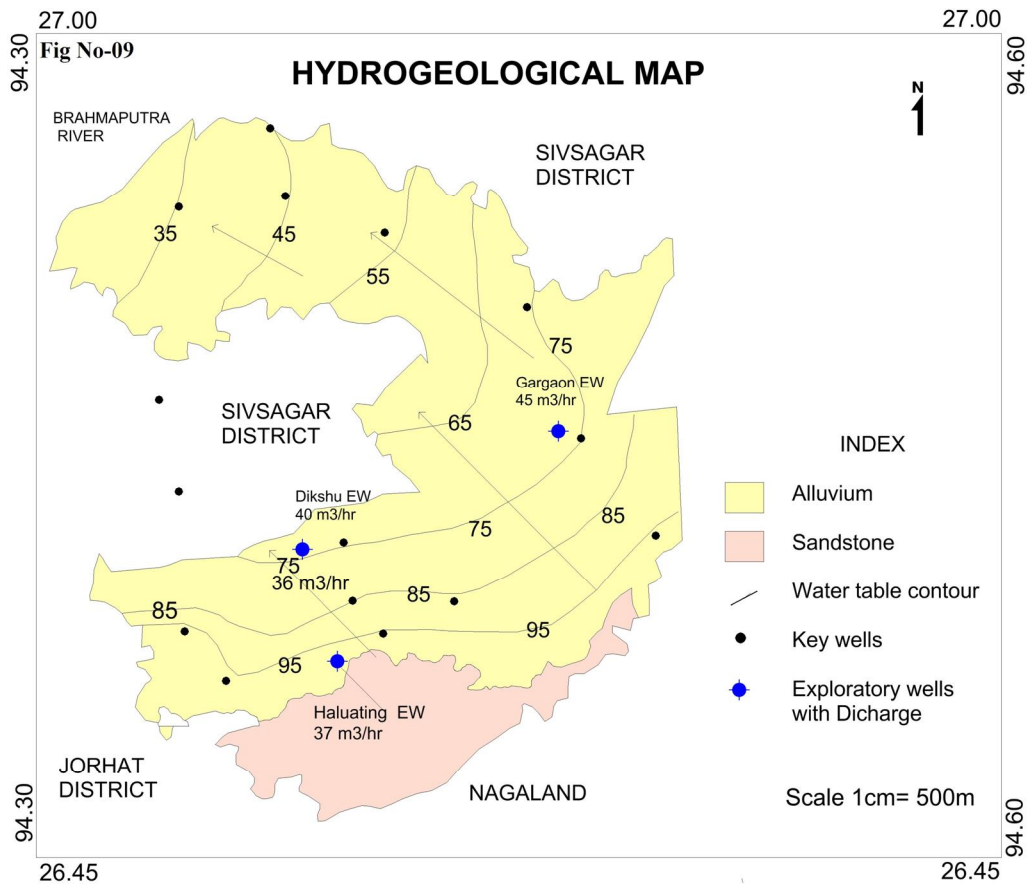 27.00
27.00
94.30
94.60
Fig No-09
HYDROGEOLOGICAL MAP
N
BRAHMAPUTRA
RIVER
SIVSAGAR
DISTRICT
35
45
55
75
Gargaon EW
45 m3/hr
65
SIVSAGAR
DISTRICT
INDEX
Alluvium
Sandstone
Water table contour
Key wells
Exploratory wells
with Dicharge
Dikshu EW
40 m3/hr
75
85
75
36 m3/hr
85
85
95
95
Haluating EW
37 m3/hr
JORHAT
DISTRICT
NAGALAND
Scale 1cm= 500m
94.30
94.60
26.45
26.45